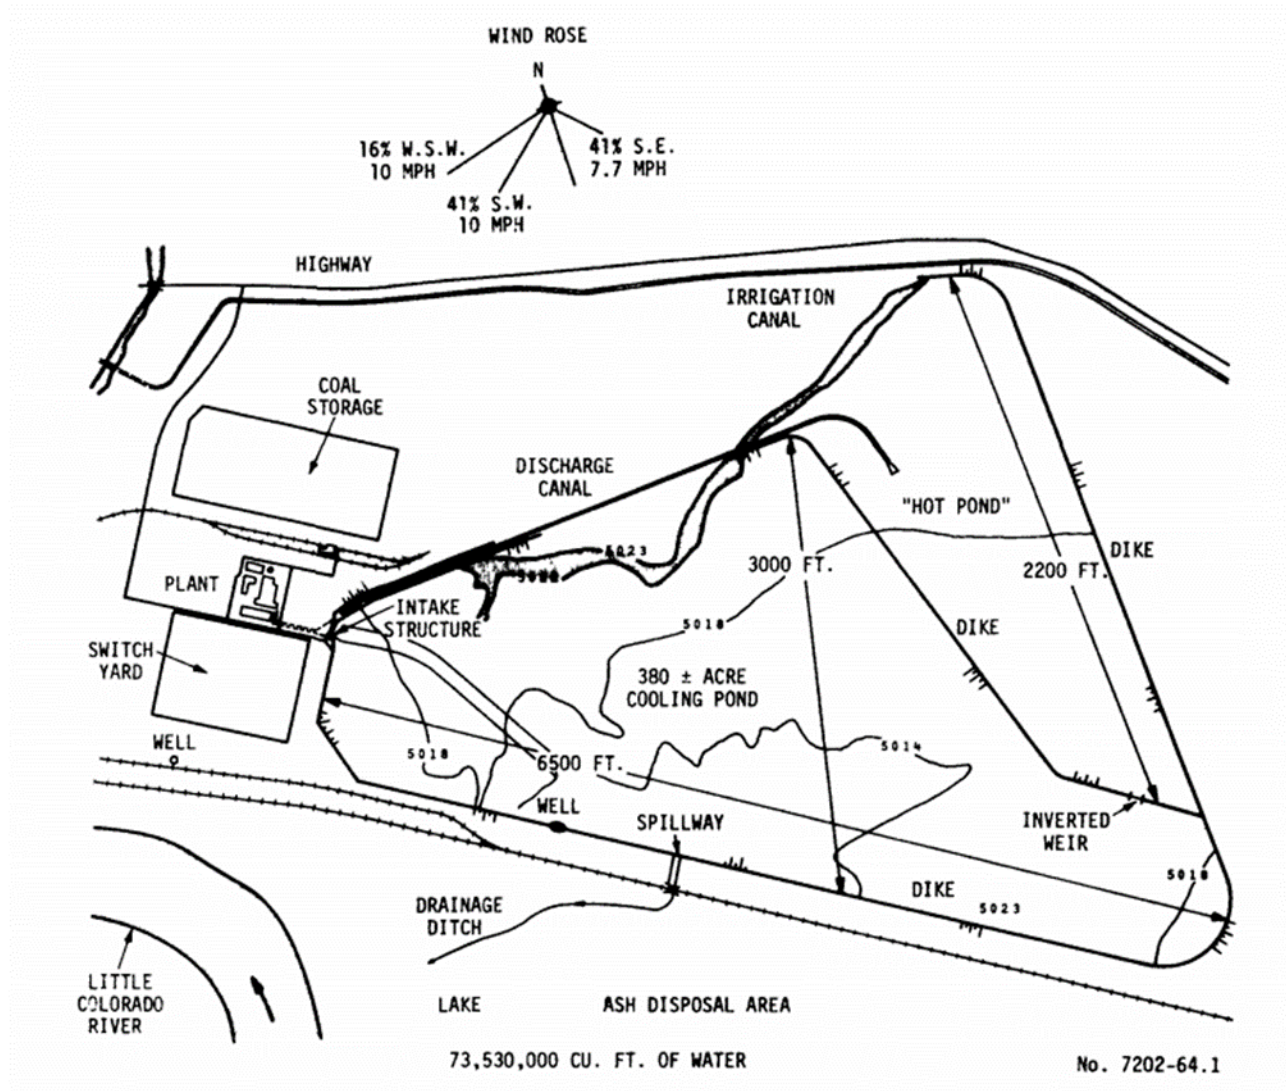 WIND ROSE
N
16% W.S.W.
10 MPH
41% S.E.
7.7 MPH
41% S.W.
10 MPH
HIGHWAY
IRRIGATION
CANAL
COAL
STORAGE
DISCHARGE
CANAL
"HOT POND"
5023
3000 FT.
DIKE
2200 FT.
PLANT
INTAKE
STRUCTURE
5018
DIKE
SWITCH
YARD
380 ± ACRE
COOLING POND
WELL
5018
6500 FT.
5014
WELL
SPILLWAY
INVERTED
WEIR
5018
DIKE
5023
DRAINAGE
DITCH
LITTLE
COLORADO
RIVER
LAKE
ASH DISPOSAL AREA
73,530,000 CU. FT. OF WATER
No. 7202-64.1